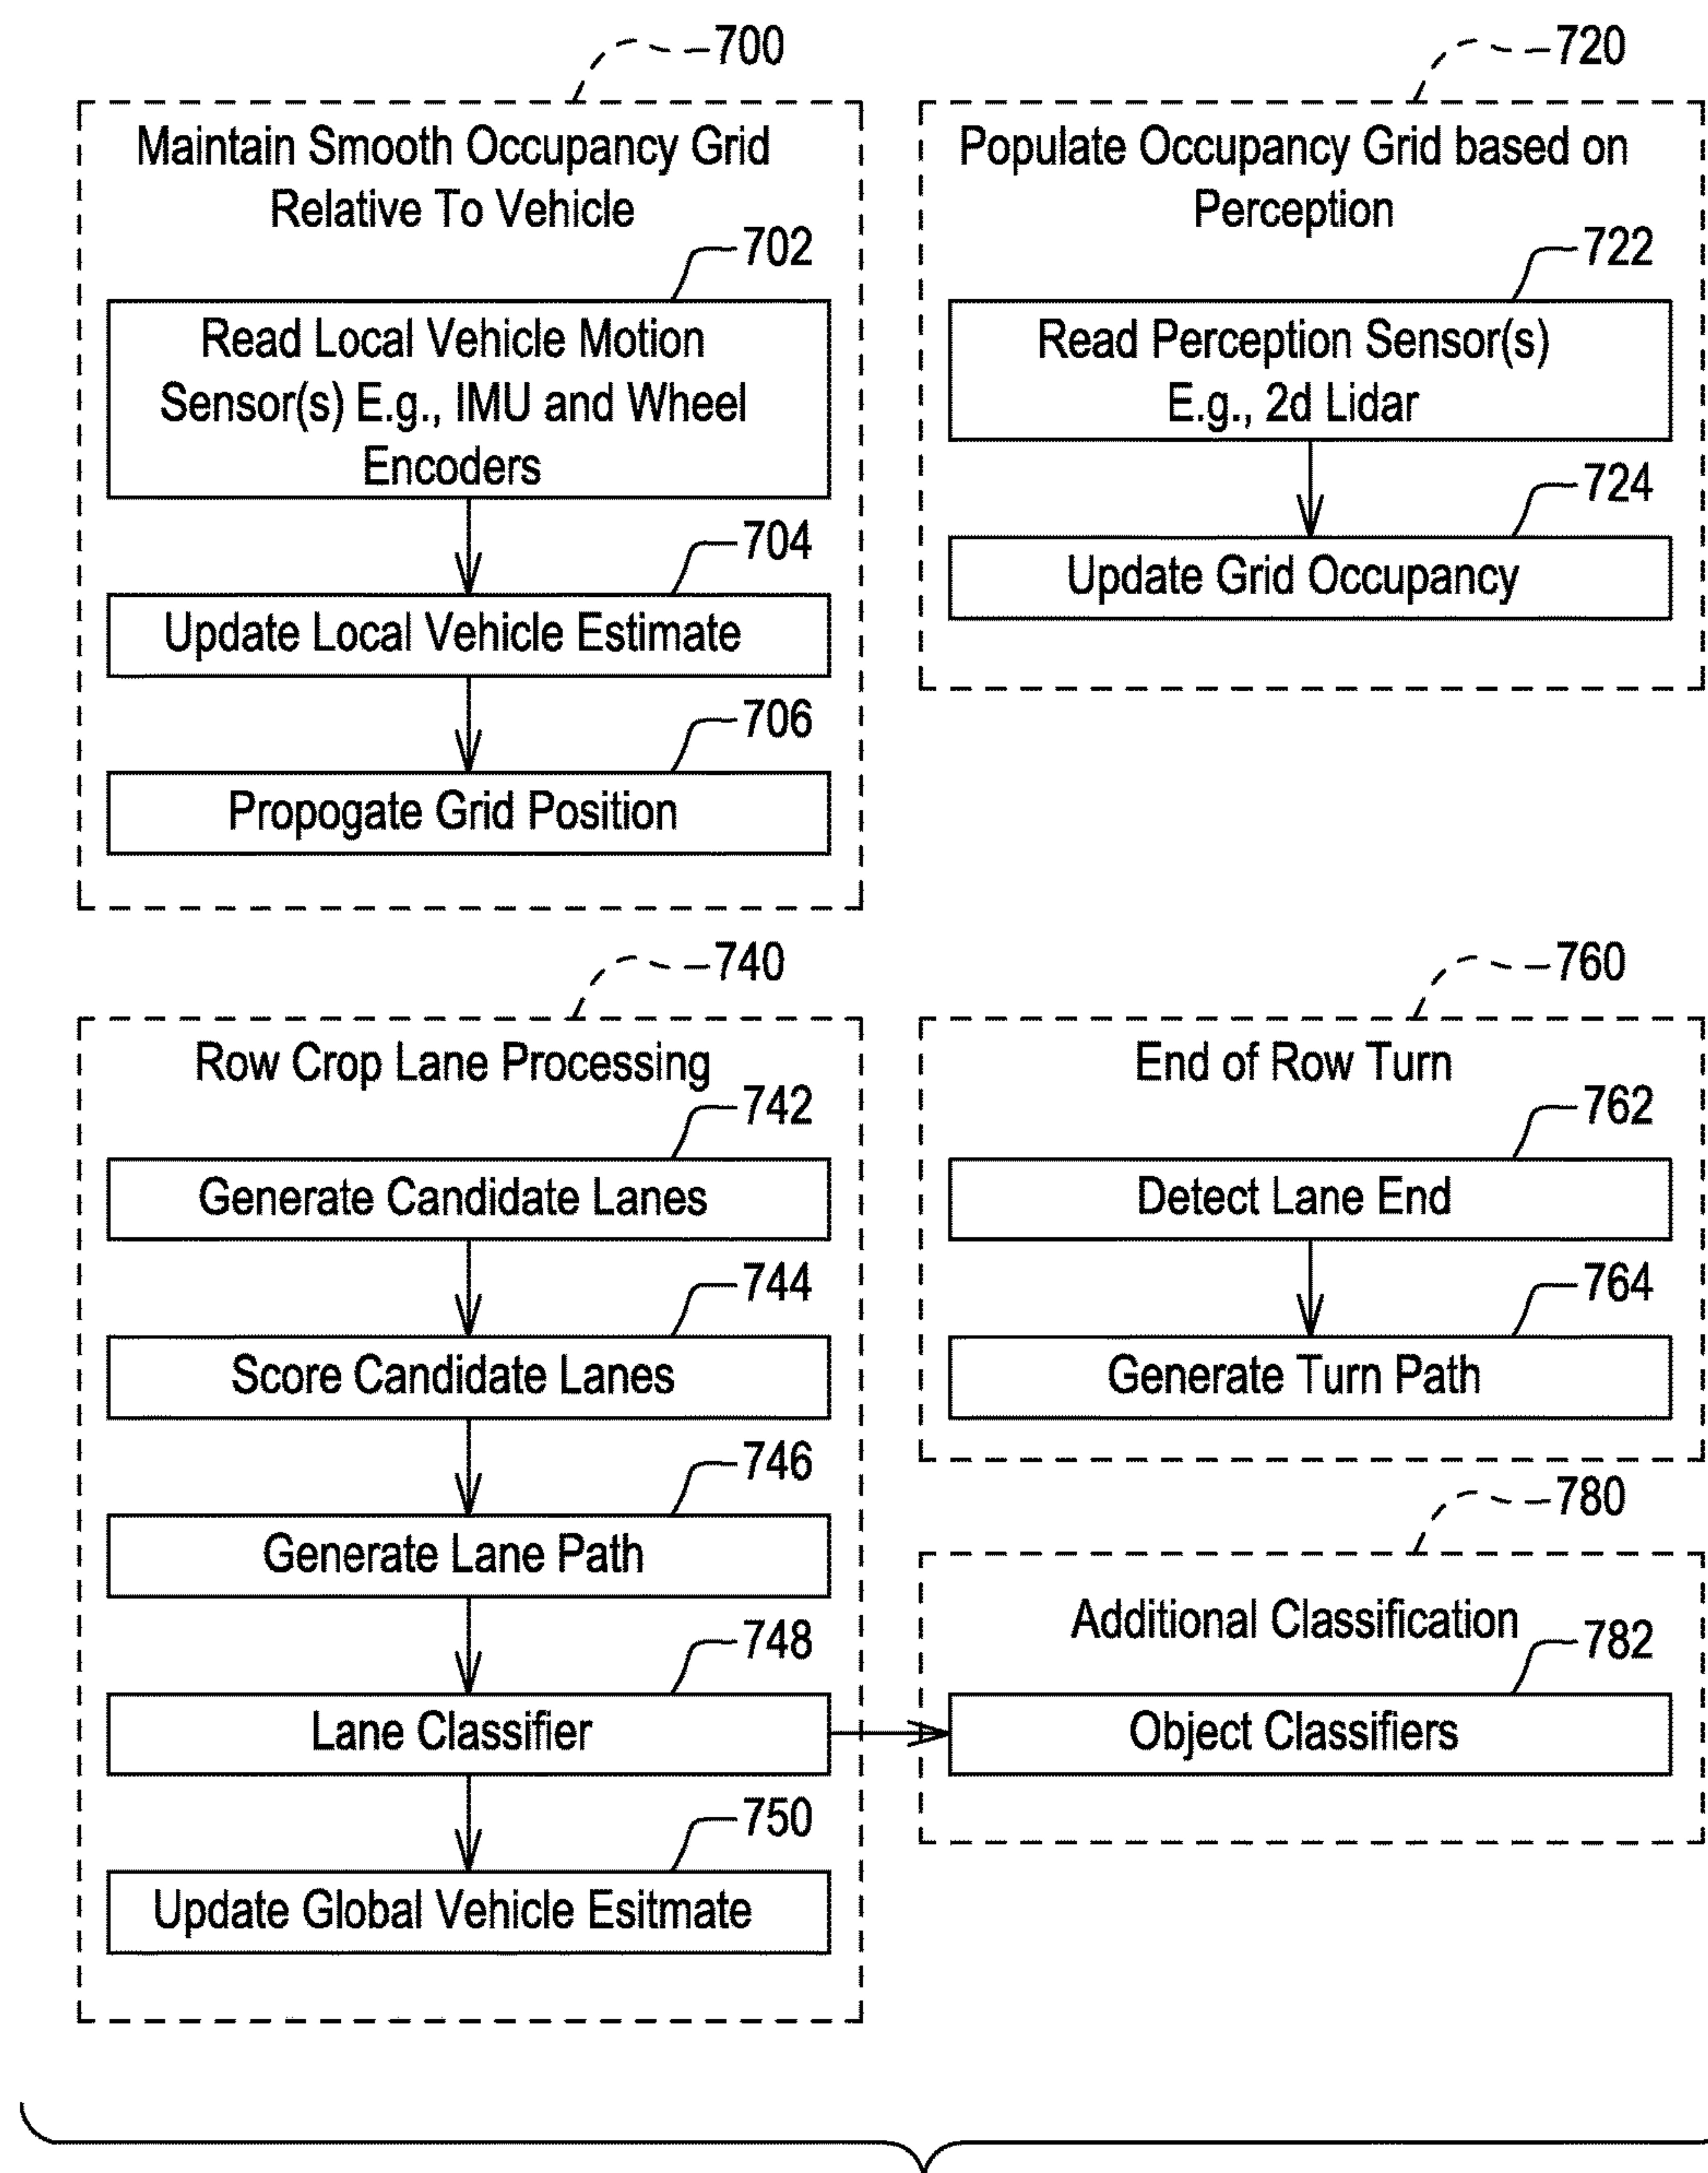 700
Maintain Smooth Occupancy Grid
Relative To Vehicle
702
Read Local Vehicle Motion
Sensor(s) E.g., IMU and Wheel
Encoders
704
Update Local Vehicle Estimate
706
Propogate Grid Position
720
Populate Occupancy Grid based on
Perception
722
Read Perception Sensor(s)
E.g., 2d Lidar
724
Update Grid Occupancy
740
Row Crop Lane Processing
742
Generate Candidate Lanes
744
Score Candidate Lanes
746
Generate Lane Path
748
Lane Classifier
750
Update Global Vehicle Esitmate
760
End of Row Turn
762
Detect Lane End
764
Generate Turn Path
780
Additional Classification
782
Object Classifiers